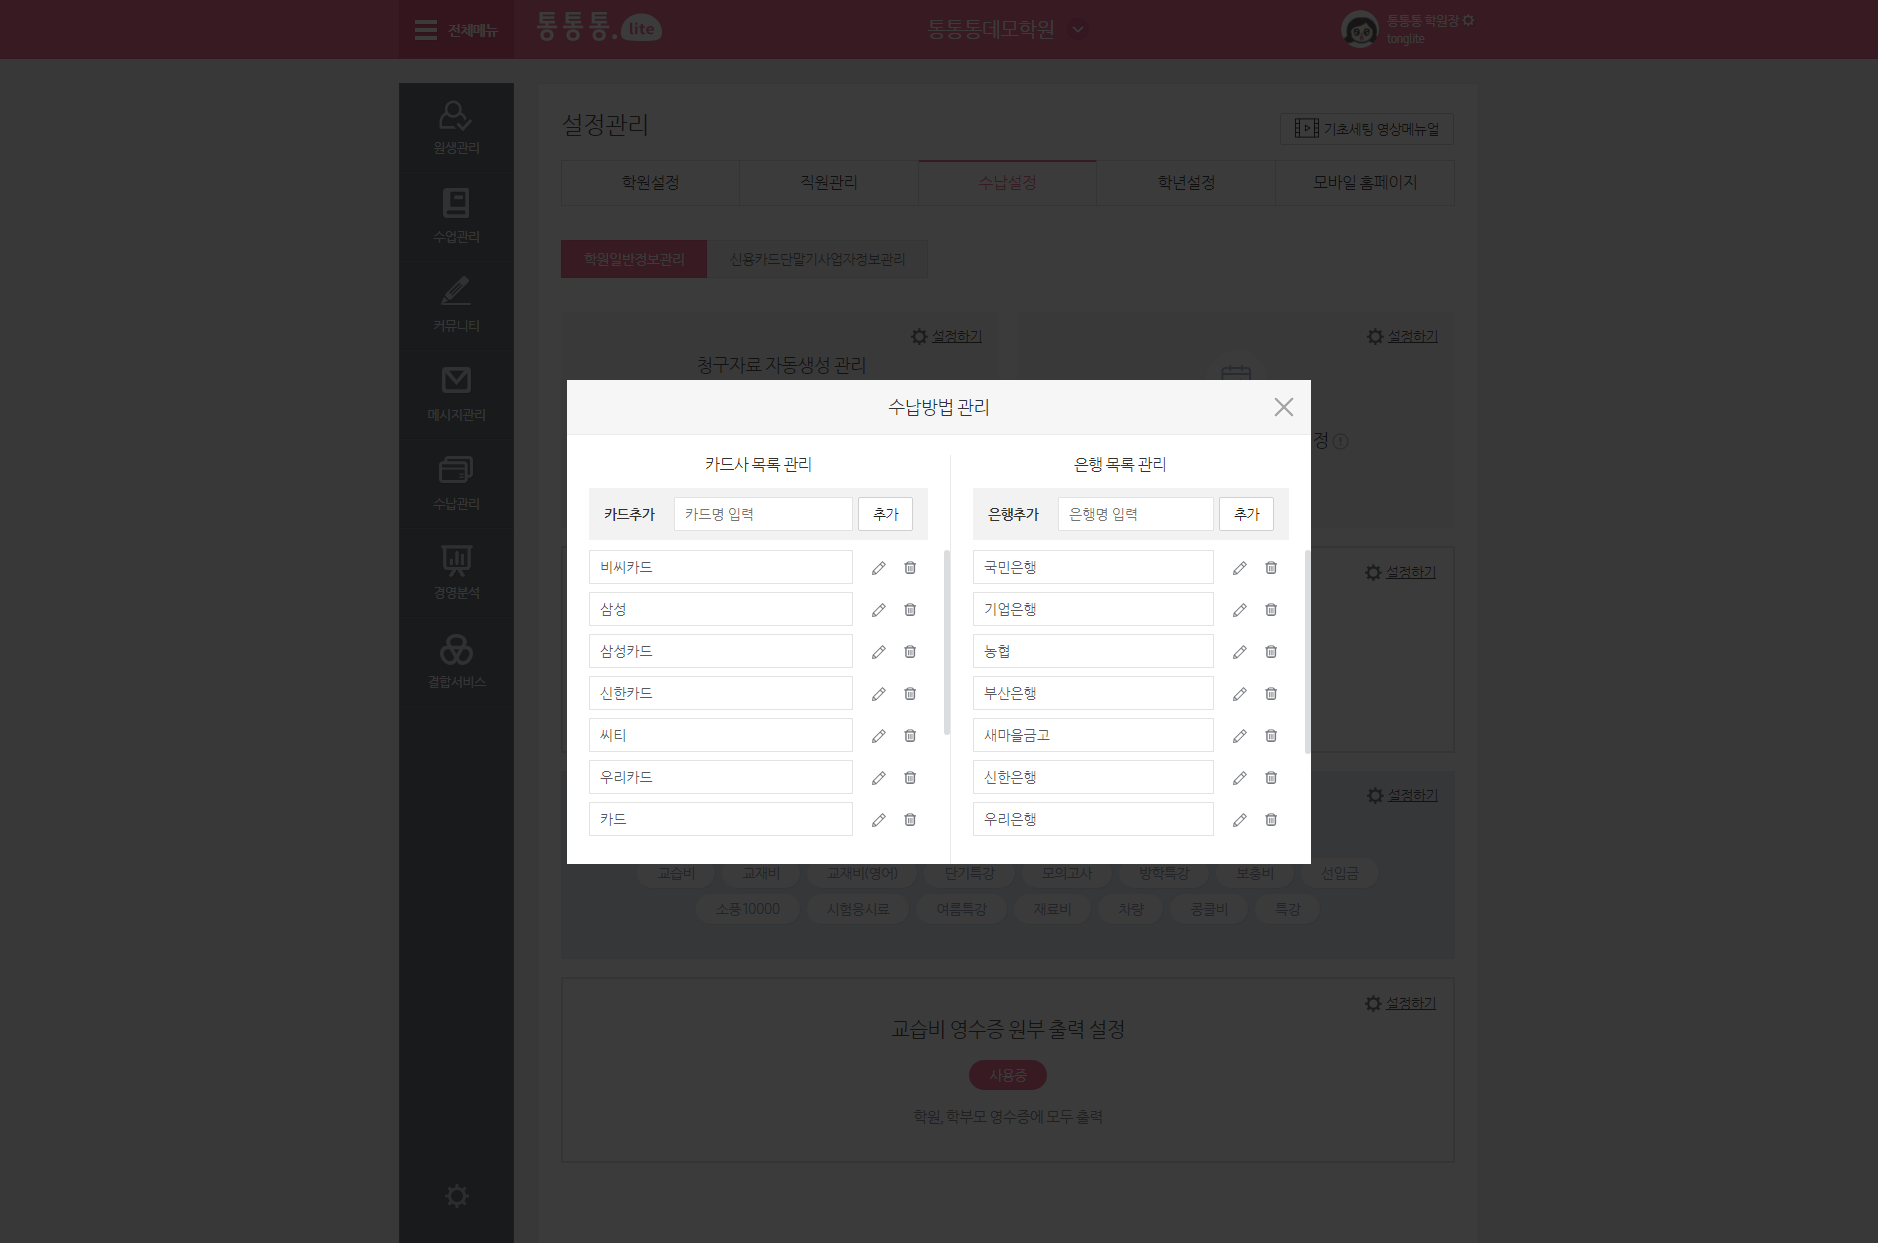 전체메뉴
통통통.lite
통통통데모학원
통통통 학원장
tonglite
원생관리
수업관리
커뮤니티
메시지관리
수납관리
경영분석
결합서비스
설정관리
기초세팅 영상메뉴얼
학원설정
직원관리
수납설정
학년설정
모바일 홈페이지
학원일반정보관리
신용카드단말기사업자정보관리
설정하기
청구자료 자동생성 관리
설정하기
정
설정하기
수납방법 관리
카드사 목록 관리
카드추가
카드명 입력
추가
비씨카드
삼성
삼성카드
신한카드
씨티
우리카드
카드
은행 목록 관리
은행추가
은행명 입력
추가
국민은행
기업은행
농협
부산은행
새마을금고
신한은행
우리은행
설정하기
교습비
교재비
교재비(영어)
단기특강
모의고사
방학특강
보충비
선입금
소풍10000
시험응시료
여름특강
재료비
차량
콩쿨비
특강
설정하기
교습비 영수증 원부 출력 설정
사용중
학원, 학부모 영수증에 모두 출력